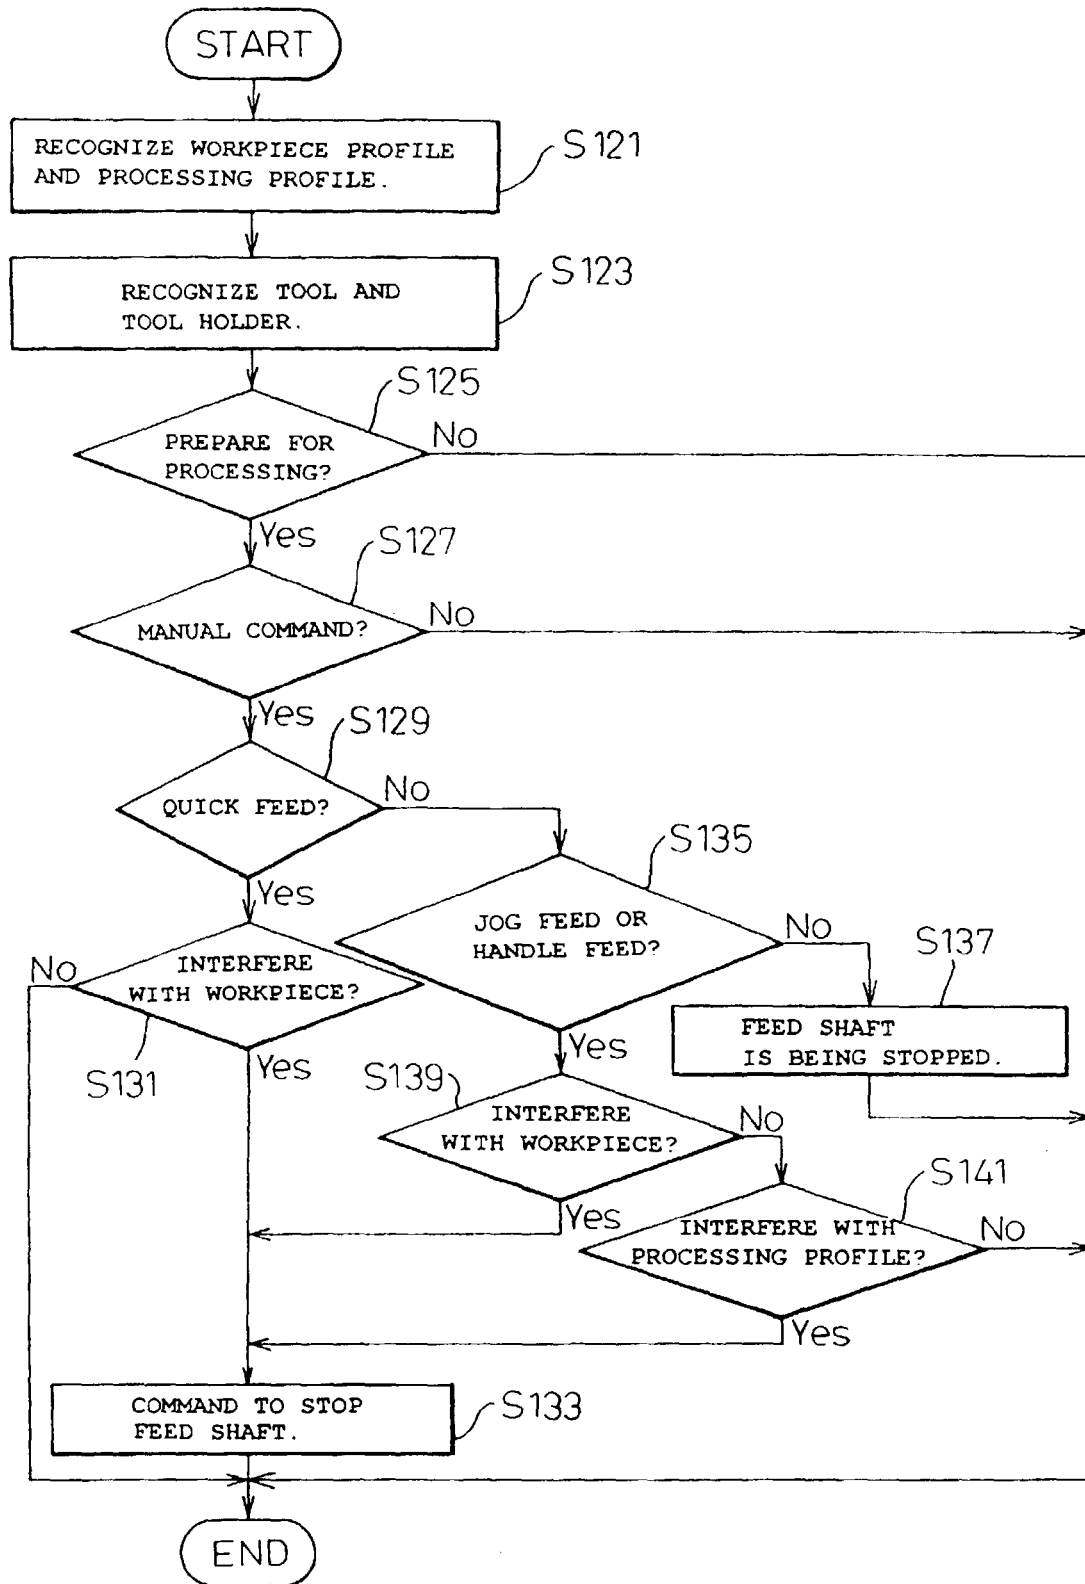 START
RECOGNIZE WORKPIECE PROFILE
AND PROCESSING PROFILE.
S121
RECOGNIZE TOOL AND
TOOL HOLDER.
S123
PREPARE FOR
PROCESSING?
S125
No
Yes
MANUAL COMMAND?
S127
No
Yes
QUICK FEED?
S129
No
Yes
JOG FEED OR
HANDLE FEED?
S135
No
Yes
INTERFERE
WITH WORKPIECE?
No
S131
Yes
FEED SHAFT
IS BEING STOPPED.
S137
S139
INTERFERE
WITH WORKPIECE?
No
Yes
S141
INTERFERE WITH
PROCESSING PROFILE?
No
Yes
COMMAND TO STOP
FEED SHAFT.
S133
END